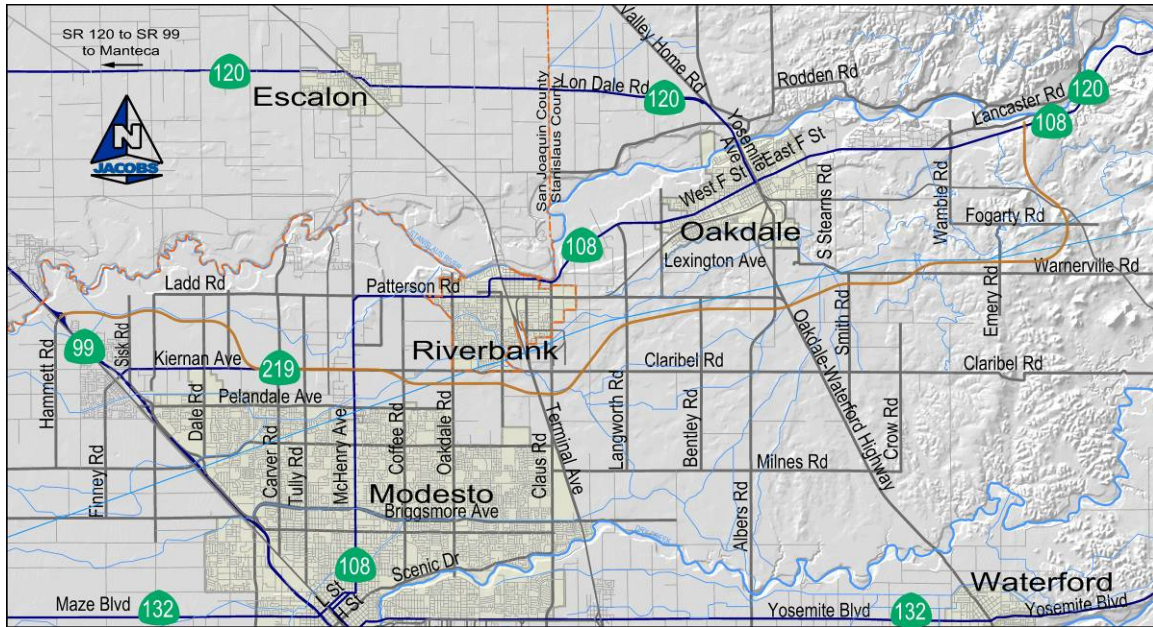 SR 120 to SR 99
to Manteca
120
Escalon
N
JACOBS
San Joaquin County
Stanislaus County
Valley Home Rd
Lon Dale Rd
120
Rodden Rd
Yosemite
Ave
Lancaster Rd
120
108
West F St
East F St
Oakdale
S Stearns Rd
Wamble Rd
Fogarty Rd
108
Lexington Ave
Warnerville Rd
STANISLAUS RIVER
Ladd Rd
Patterson Rd
Riverbank
Smith Rd
Emery Rd
99
Hammett Rd
Sisk Rd
Kiernan Ave
219
Claribel Rd
Claribel Rd
Pelandale Ave
Dale Rd
Carver Rd
Tully Rd
McHenry Ave
Coffee Rd
Oakdale Rd
Claus Rd
Terminal Ave
Langworth Rd
Bentley Rd
Oakdale-Waterford Highway
Crow Rd
Finney Rd
Modesto
Briggsmore Ave
Milnes Rd
Albers Rd
108
Scenic Dr
L St
H St
Maze Blvd
132
Yosemite Blvd
132
Waterford
Yosemite Blvd